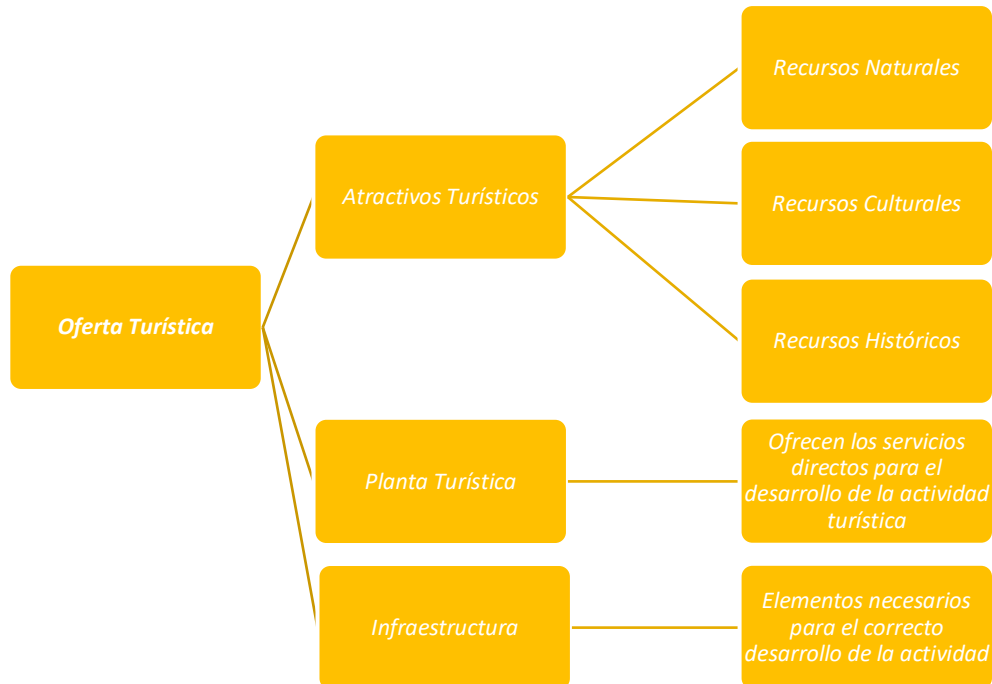 Oferta Turística
Atractivos Turísticos
Recursos Naturales
Recursos Culturales
Recursos Históricos
Planta Turística
Ofrecen los servicios
directos para el
desarrollo de la actividad
turística
Infraestructura
Elementos necesarios
para el correcto
desarrollo de la actividad